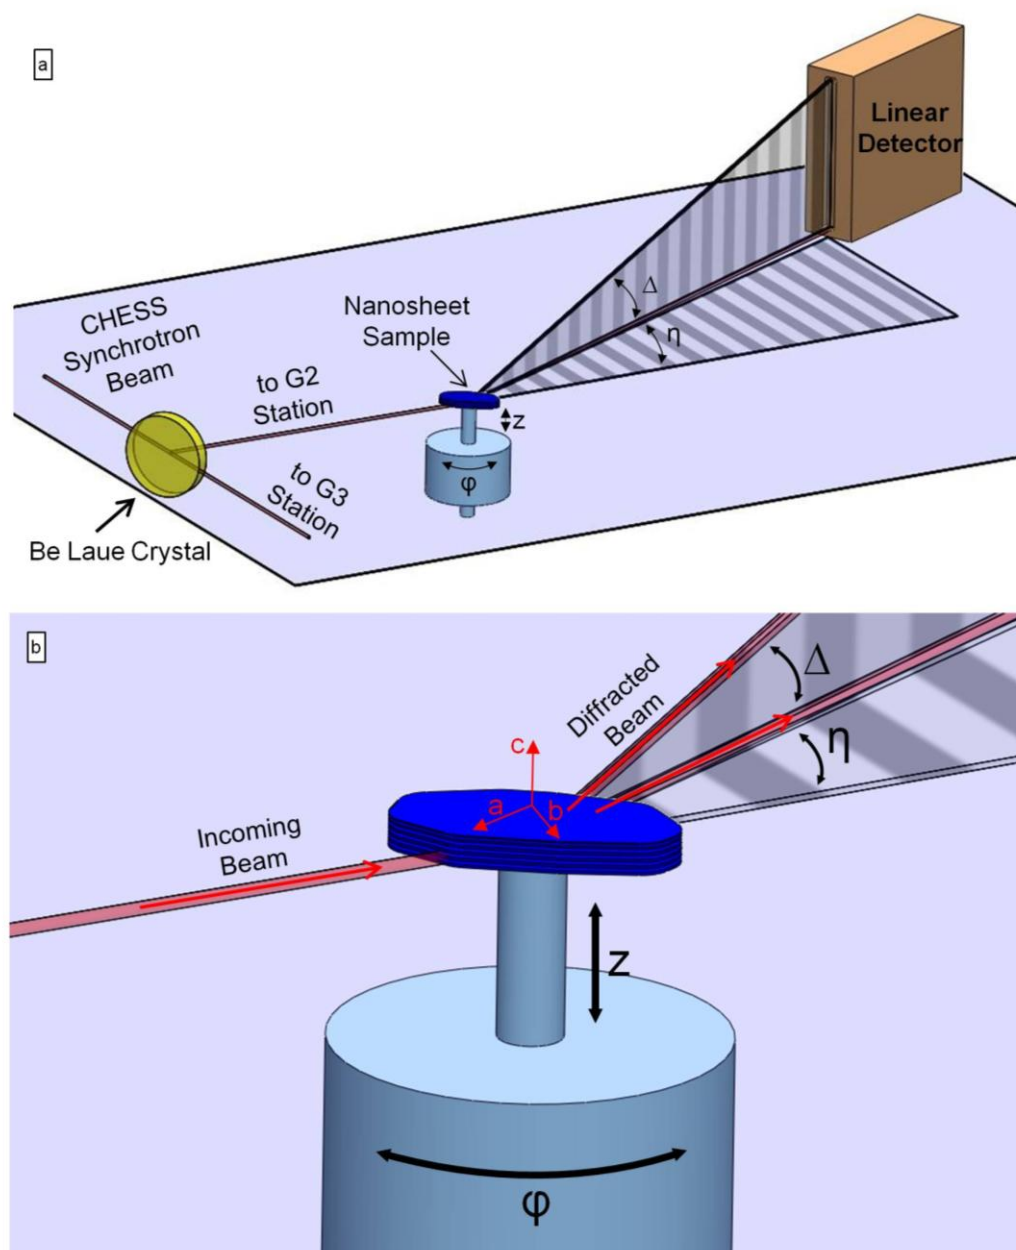 a
Linear
Detector
Δ
η
Nanosheet
Sample
CHESS
Synchrotron
Beam
to G2
Station
z
φ
to G3
Station
Be Laue Crystal
b
Diffracted
Beam
Δ
η
c
a
b
Incoming
Beam
z
φ